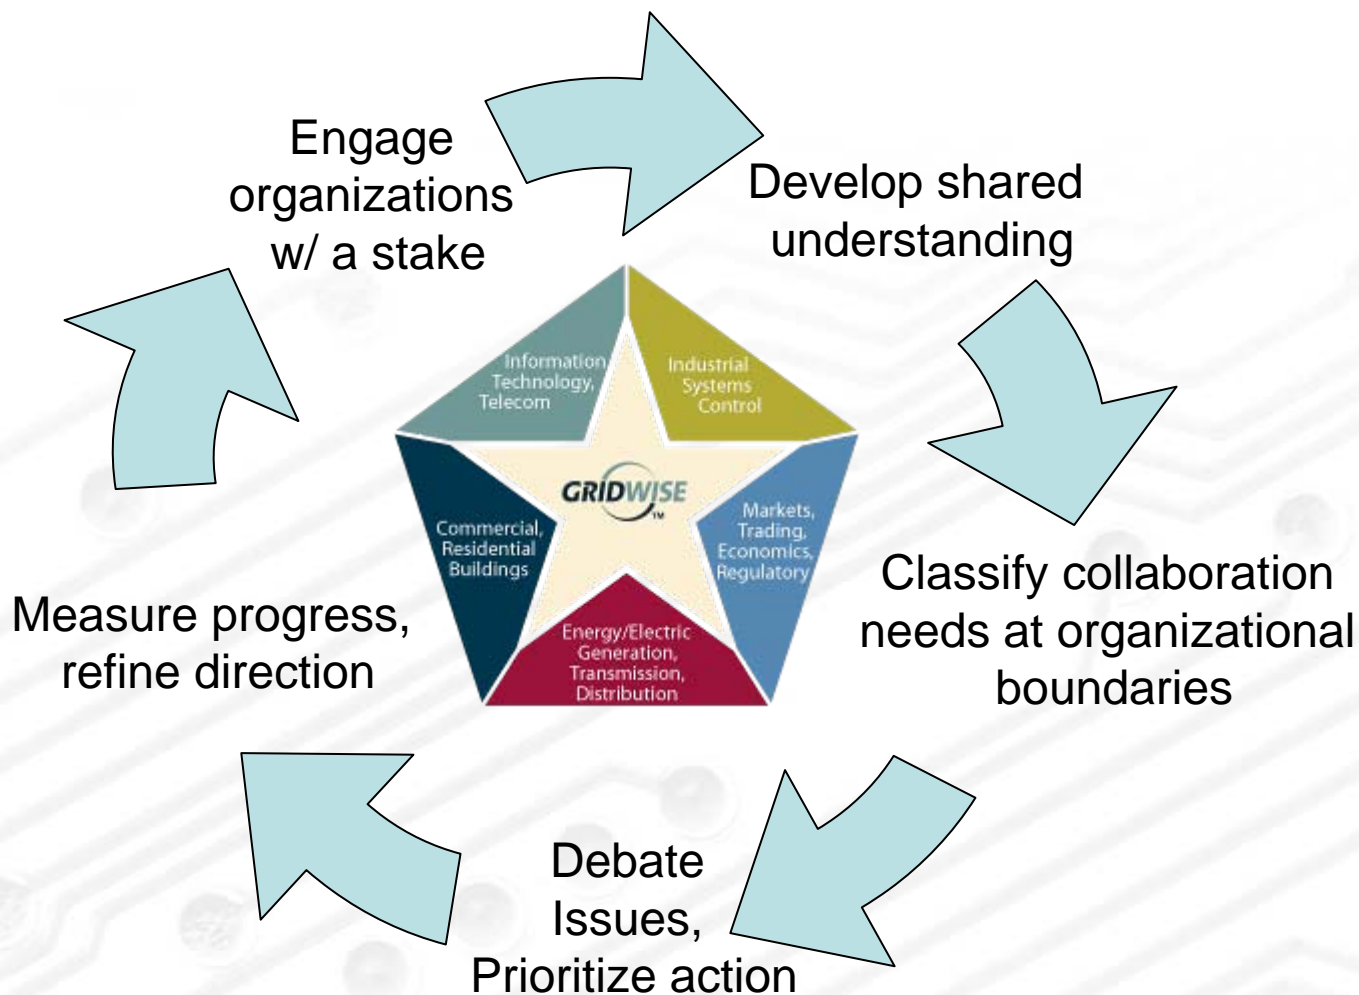 Engage
organizations
w/ a stake
Develop shared
understanding
Information
Technology,
Telecom
Industrial
Systems
Control
GRIDWISE
TM
Commercial,
Residential
Buildings
Markets,
Trading,
Economics,
Regulatory
Energy/Electric
Generation,
Transmission,
Distribution
Classify collaboration
needs at organizational
boundaries
Measure progress,
refine direction
Debate
Issues,
Prioritize action